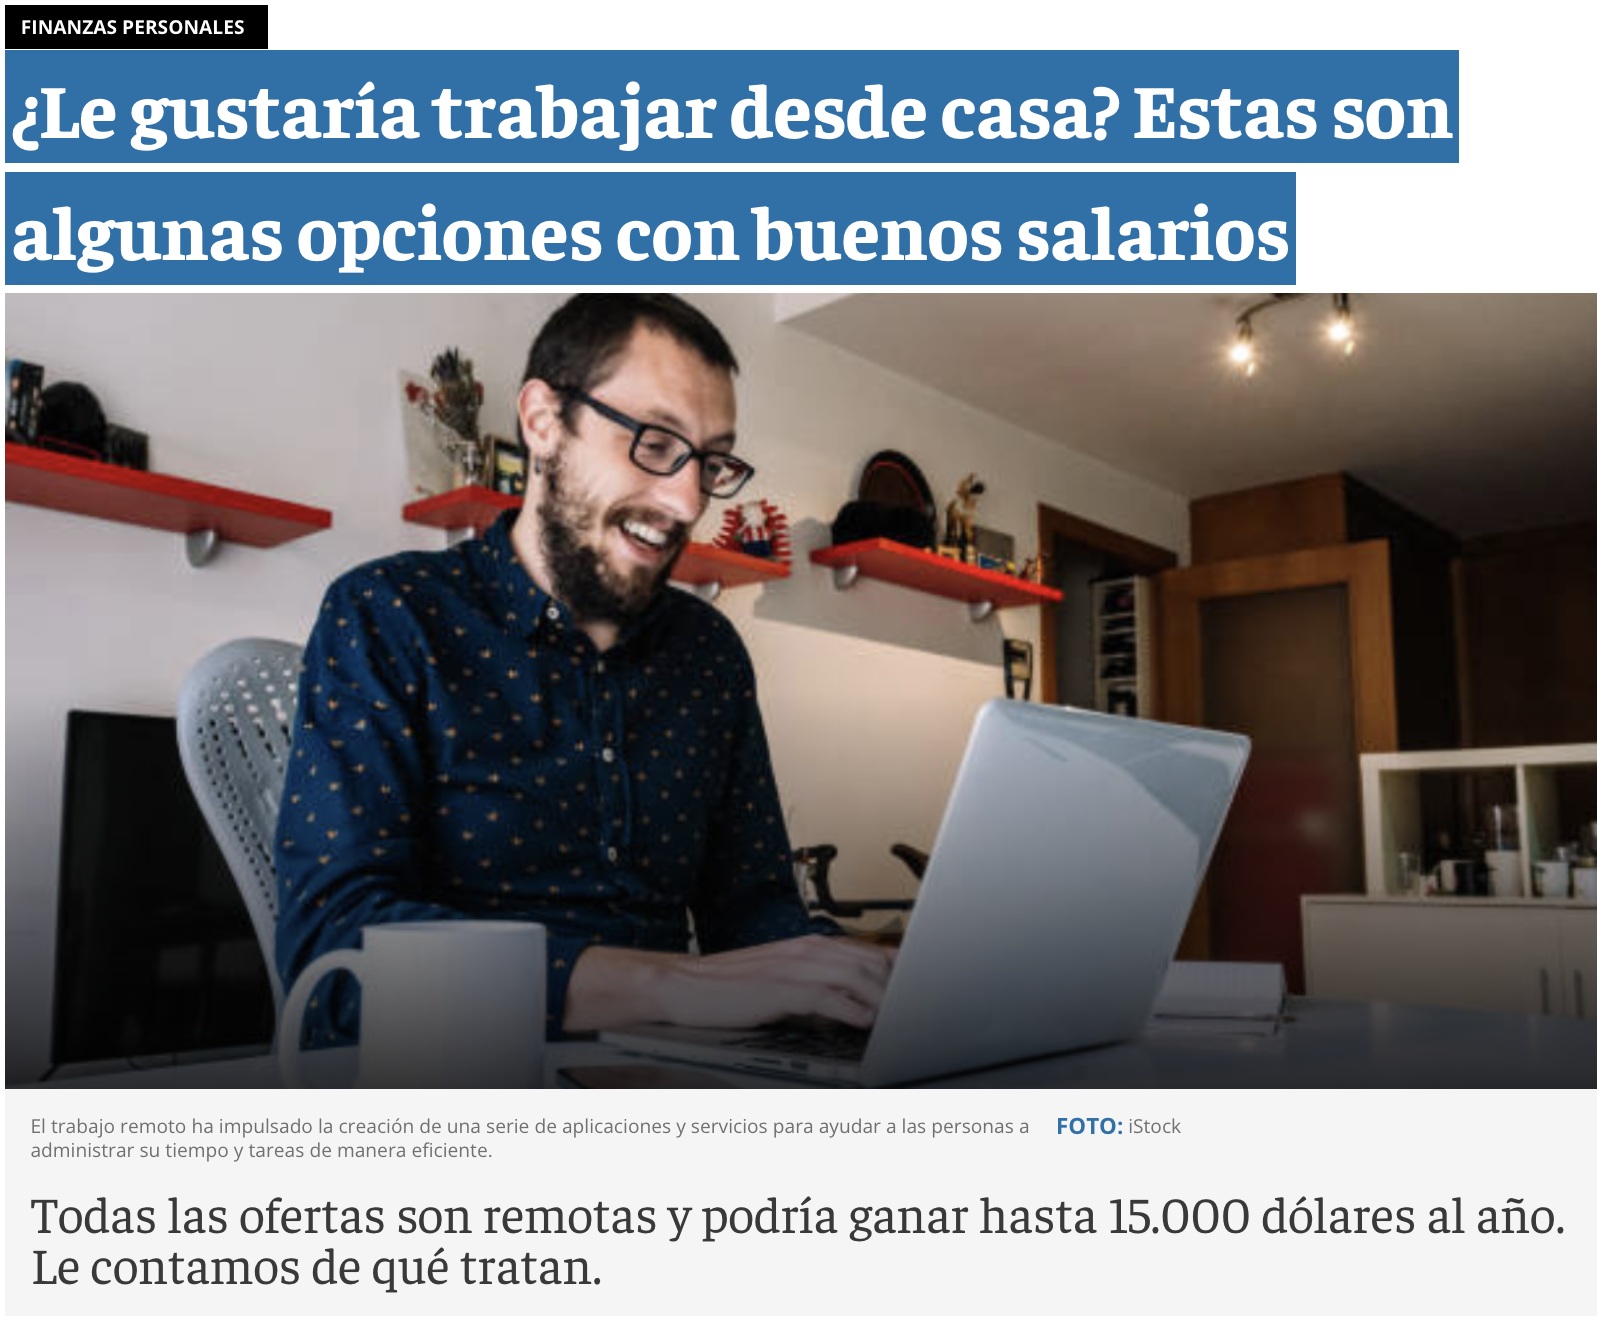 FINANZAS PERSONALES
¿Le gustaría trabajar desde casa? Estas son
algunas opciones con buenos salarios
El trabajo remoto ha impulsado la creación de una serie de aplicaciones y servicios para ayudar a las personas a
administrar su tiempo y tareas de manera eficiente.
FOTO: iStock
Todas las ofertas son remotas y podría ganar hasta 15.000 dólares al año.
Le contamos de qué tratan.